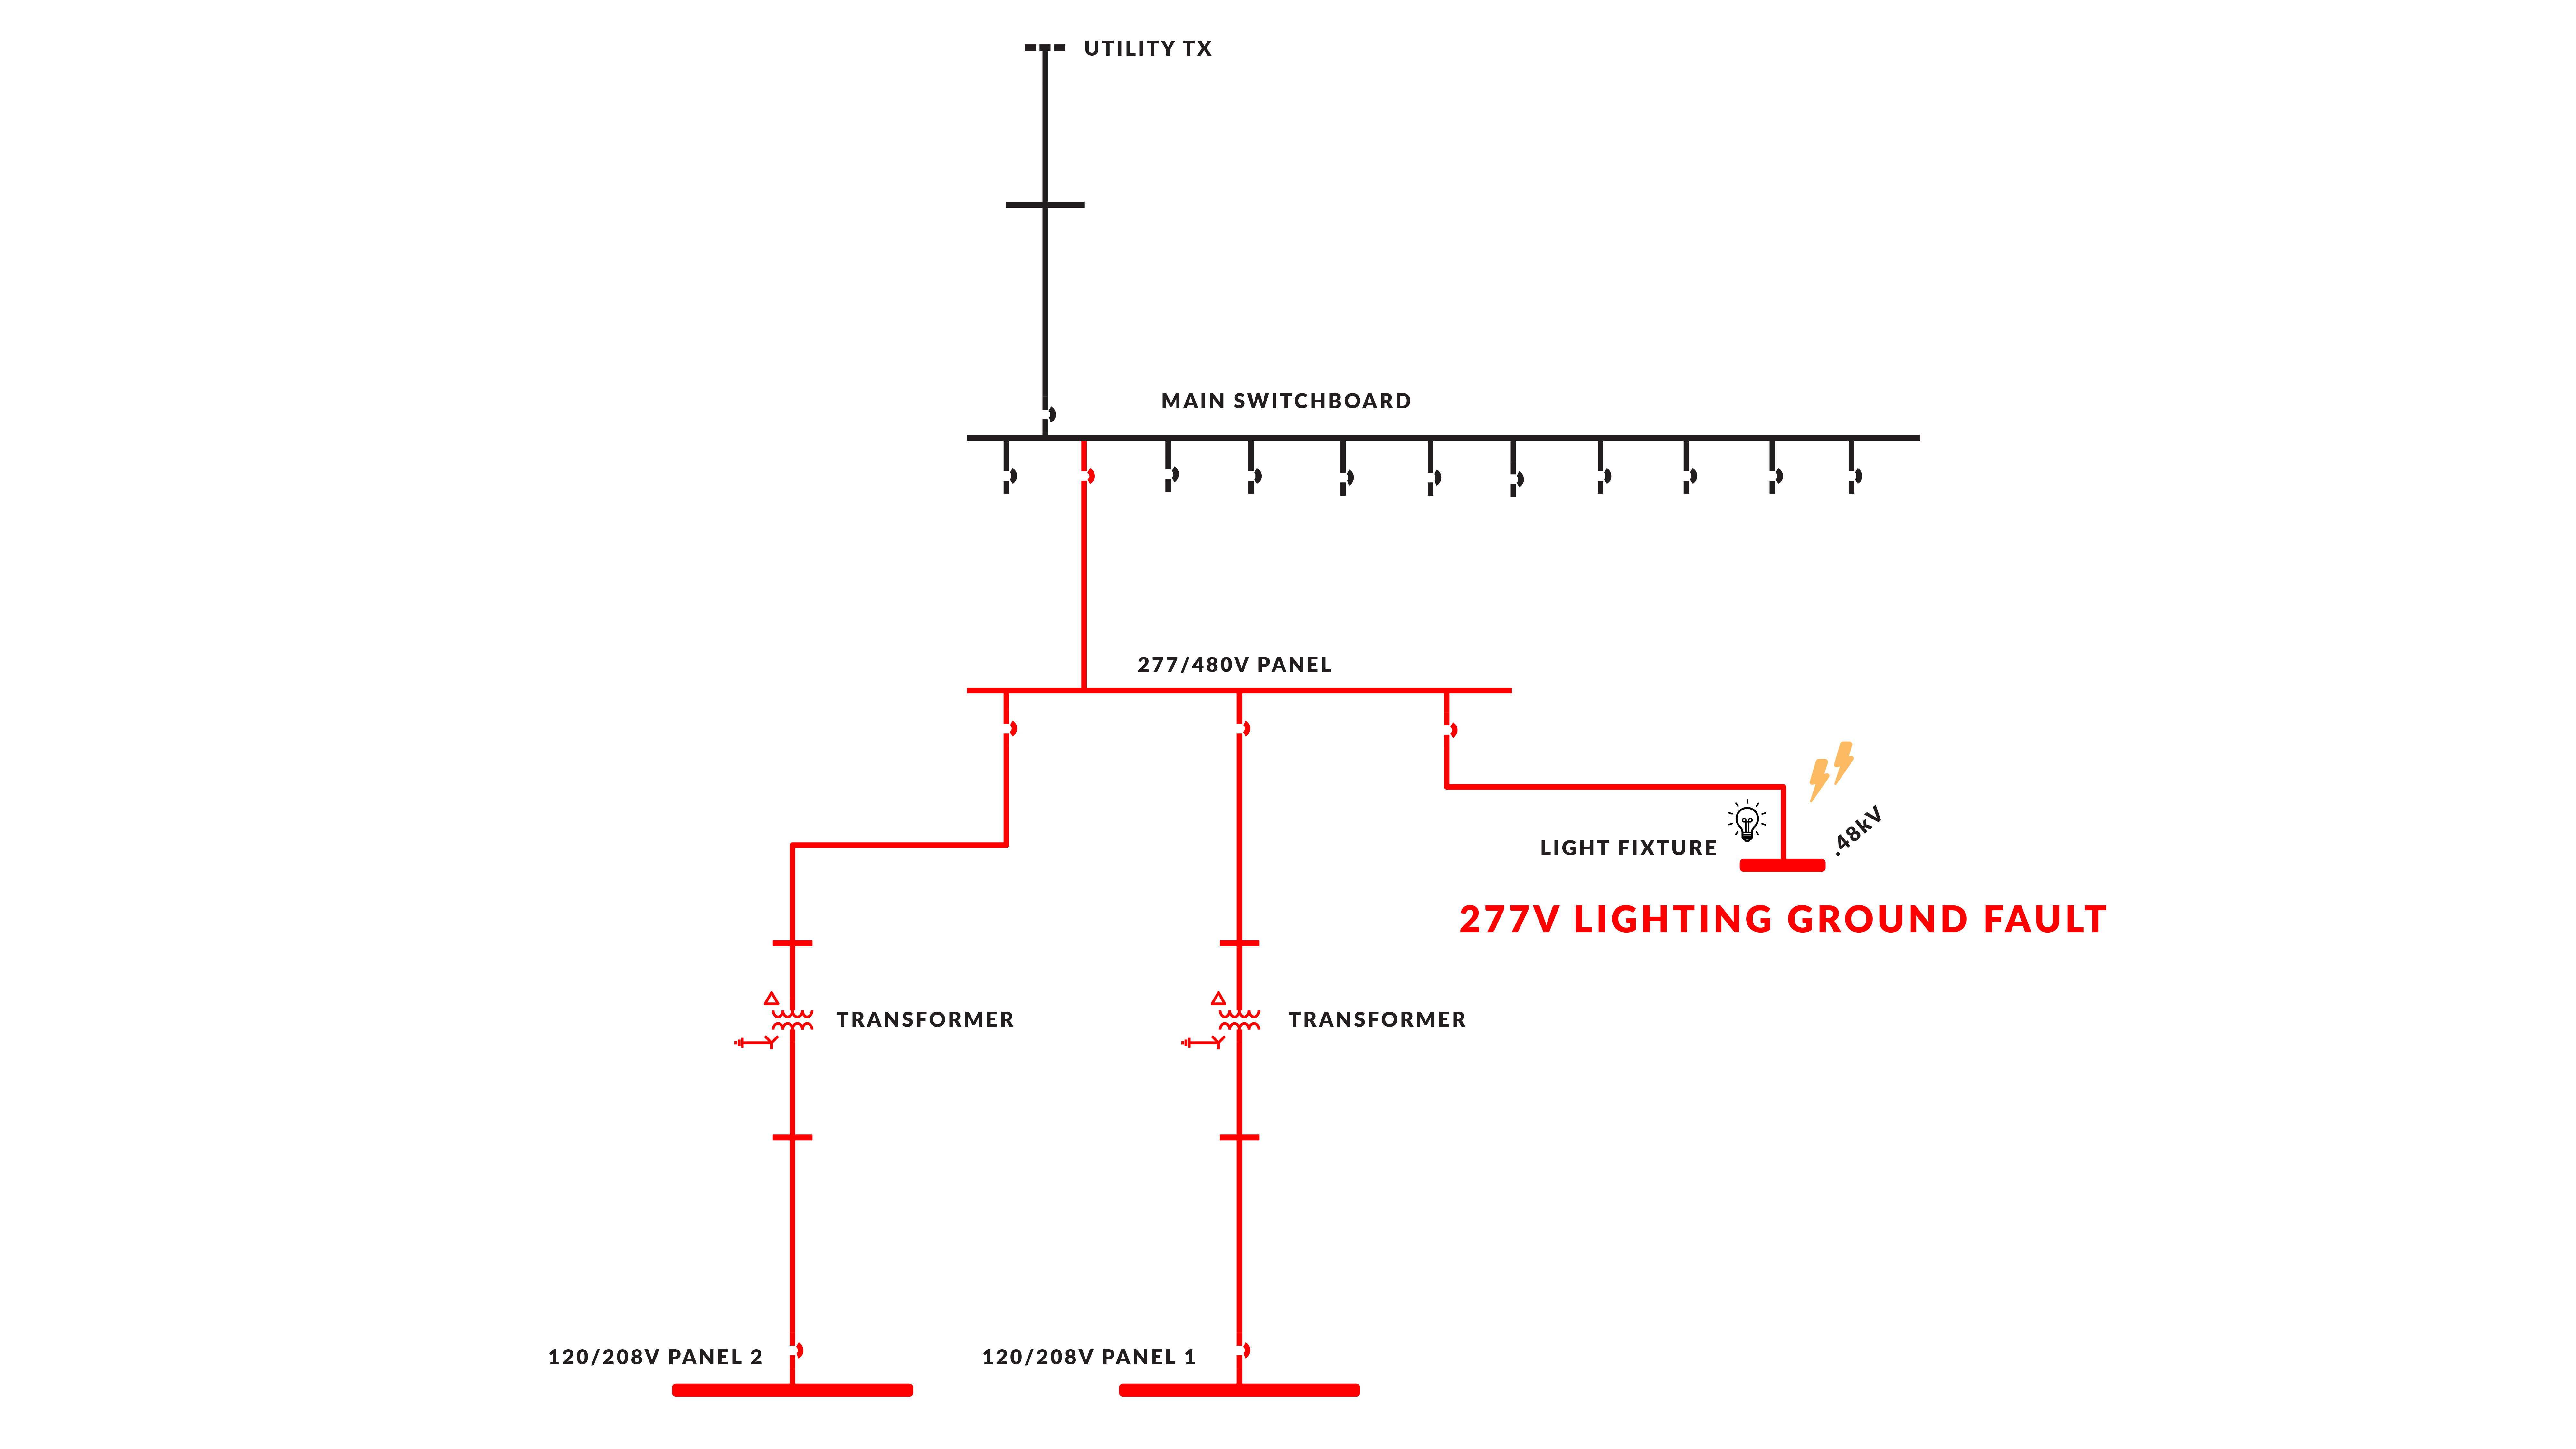 UTILITY TX
MAIN SWITCHBOARD
277/480V PANEL
LIGHT FIXTURE
.48kV
277V LIGHTING GROUND FAULT
TRANSFORMER
TRANSFORMER
120/208V PANEL 2
120/208V PANEL 1